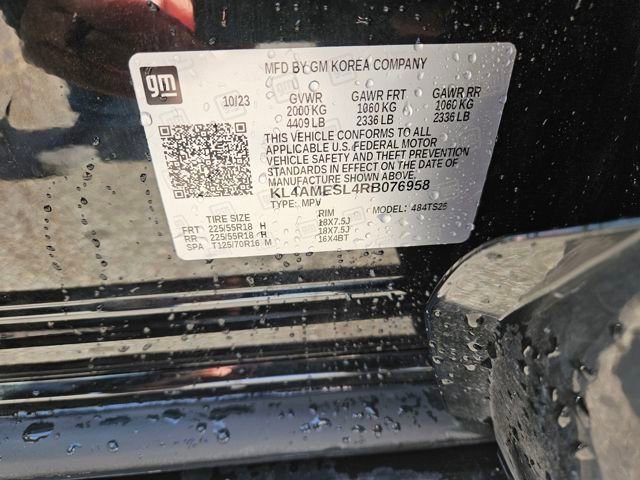 gm
MFD BY GM KOREA COMPANY
10/23 GVWR GAWR FRT GAWR RR
2000 KG 1060 KG 1060 KG
4409 LB 2336 LB 2336 LB
THIS VEHICLE CONFORMS TO ALL
APPLICABLE U.S. FEDERAL MOTOR
VEHICLE SAFETY AND THEFT PREVENTION
STANDARDS IN EFFECT ON THE DATE OF
MANUFACTURE SHOWN ABOVE.
KL4AMESL4RB076958
TYPE: MPV MODEL: 484TS25
TIRE SIZE RIM
FRT 225/55R18 H 18X7.5J
RR 225/55R18 H 18X7.5J
SPA T125/70R16 M 16X4BT